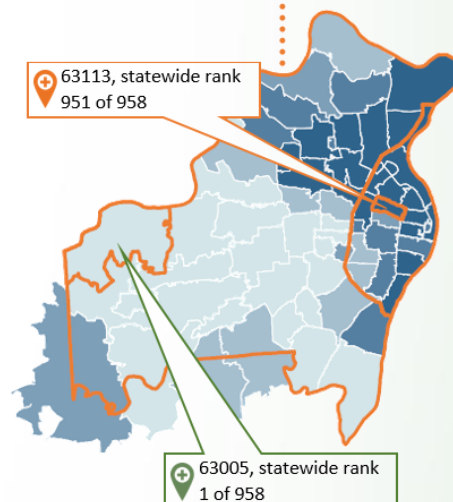 63113, statewide rank
951 of 958
63005, statewide rank
1 of 958